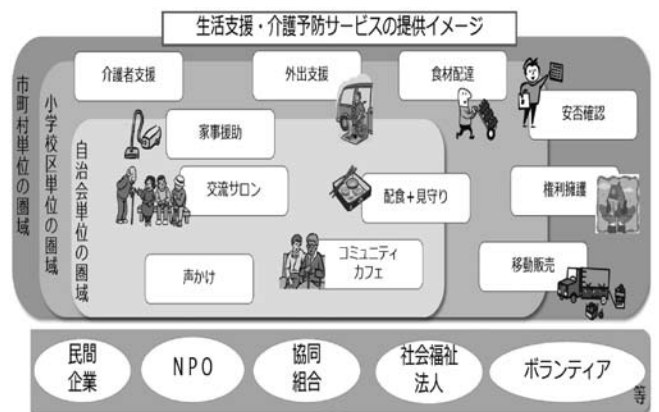 生活支援・介護予防サービスの提供イメージ
市町村単位の圏域
小学校区単位の圏域
自治会単位の圏域
介護者支援
外出支援
食材配達
安否確認
家事援助
交流サロン
配食+見守り
権利擁護
声かけ
コミュニティ
カフェ
移動販売
民間
企業
NPO
協同
組合
社会福祉
法人
ボランティア
等